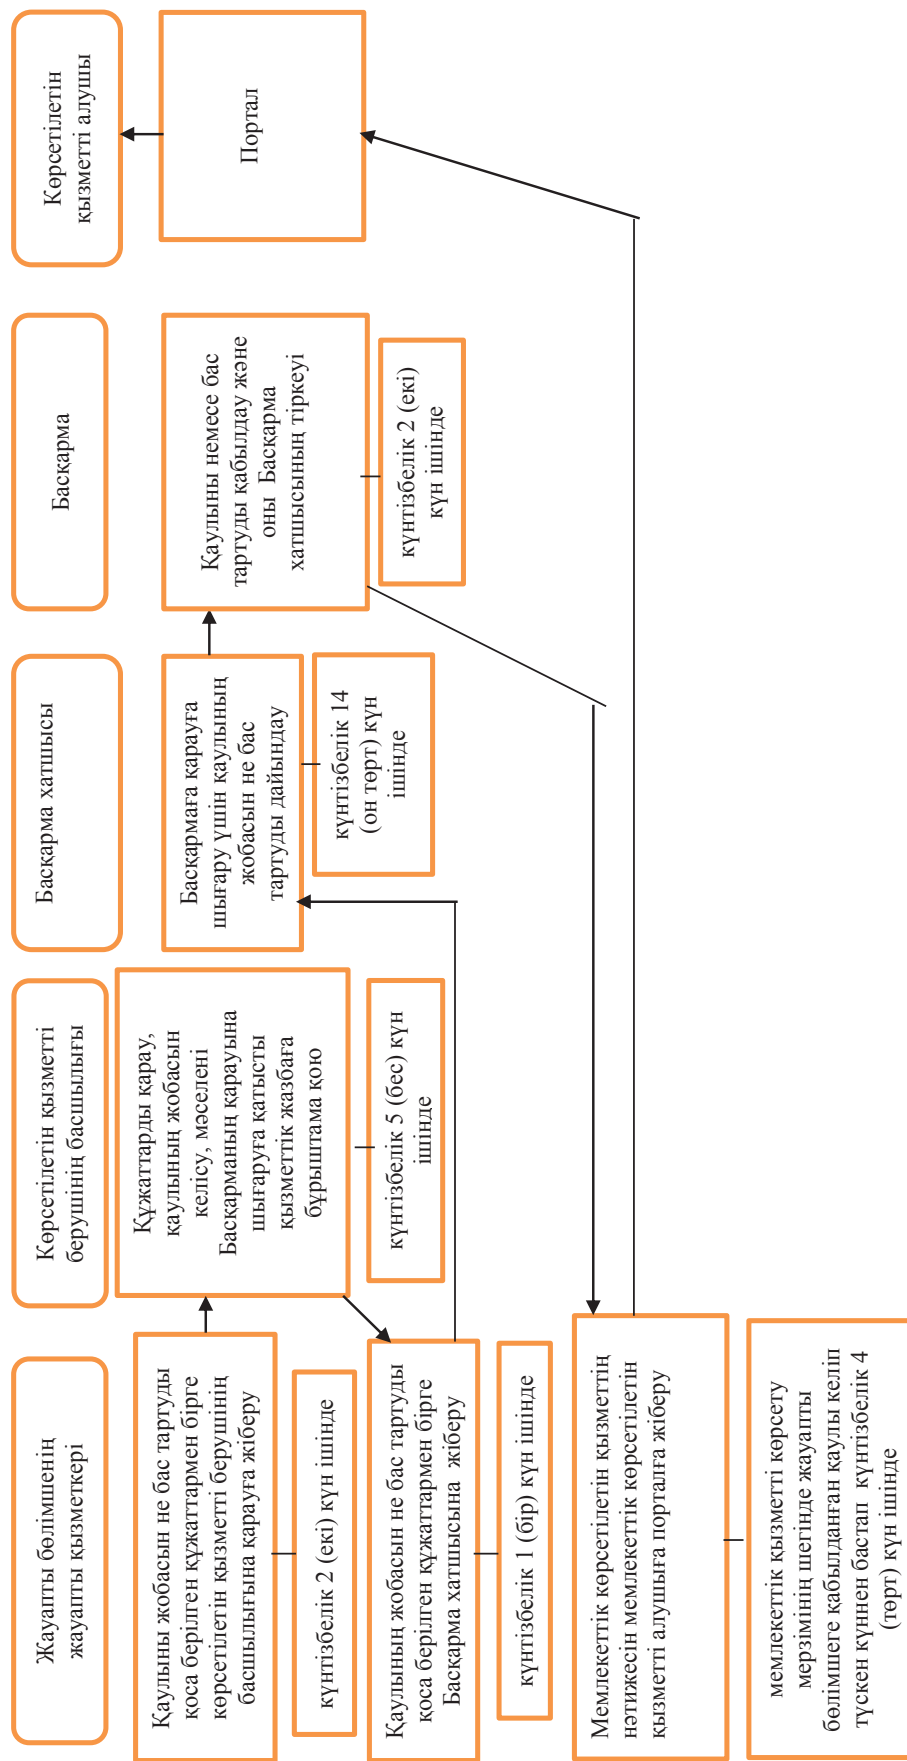 Жауапты бөлімшенің
жауапты қызметкері
Көрсетілетін қызметті
берушінің басшылығы
Басқарма хатшысы
Басқарма
Көрсетілетін
қызметті алушы
Қаулыны жобасын не бас тартуды
қоса берілген құжаттармен бірге
көрсетілетін қызметті берушінің
басшылығына қарауға жіберу
күнтізбелік 2 (екі) күн ішінде
Құжаттарды қарау,
қаулының жобасын
келісу, мәселені
Басқарманың қарауына
шығаруға қатысты
қызметтік жазбаға
бұрыштама қою
күнтізбелік 5 (бес) күн
ішінде
Қаулының жобасын не бас тартуды
қоса берілген құжаттармен бірге
Басқарма хатшысына жіберу
күнтізбелік 1 (бір) күн ішінде
Басқармаға қарауға
шығару үшін қаулының
жобасын не бас
тартуды дайындау
күнтізбелік 14
(он төрт) күн
ішінде
Қаулыны немесе бас
тартуды қабылдау және
оны Басқарма
хатшысының тіркеуі
күнтізбелік 2 (екі)
күн ішінде
Мемлекеттік көрсетілетін қызметтің
нәтижесін мемлекеттік көрсетілетін
қызметті алушыға порталға жіберу
мемлекеттік қызметті көрсету
мерзімінің шегінде жауапты
бөлімшеге қабылданған қаулы келіп
түскен күннен бастап күнтізбелік 4
(төрт) күн ішінде
Портал